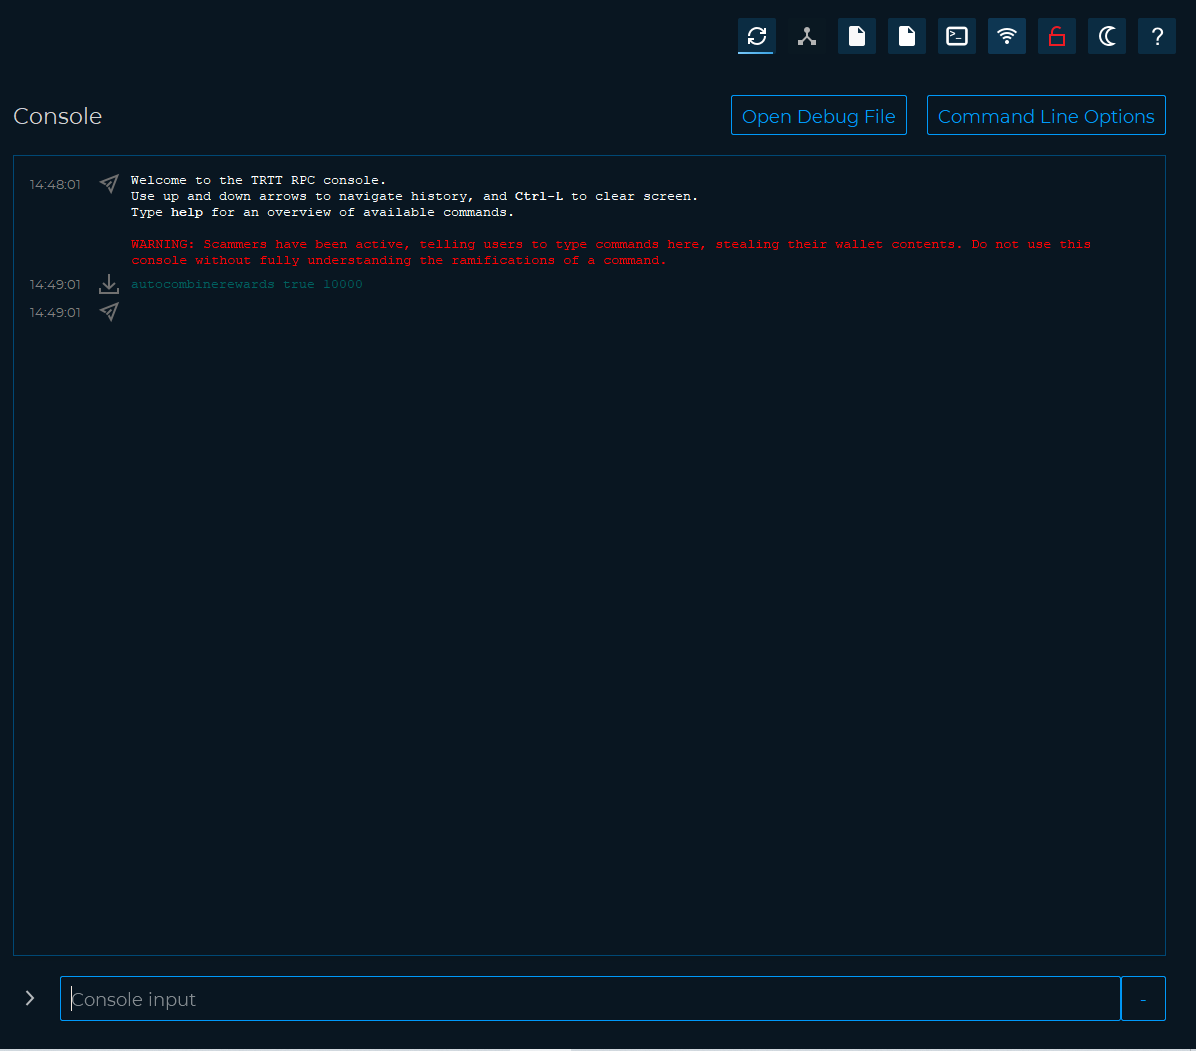 ?
Console
Open Debug File
Command Line Options
14:48:01
Welcome to the TRTT RPC console.
Use up and down arrows to navigate history, and Ctrl-L to clear screen.
Type help for an overview of available commands.
WARNING: Scammers have been active, telling users to type commands here, stealing their wallet contents. Do not use this
console without fully understanding the ramifications of a command.
14:49:01 autocombinerewards true 10000
14:49:01
Console input
-